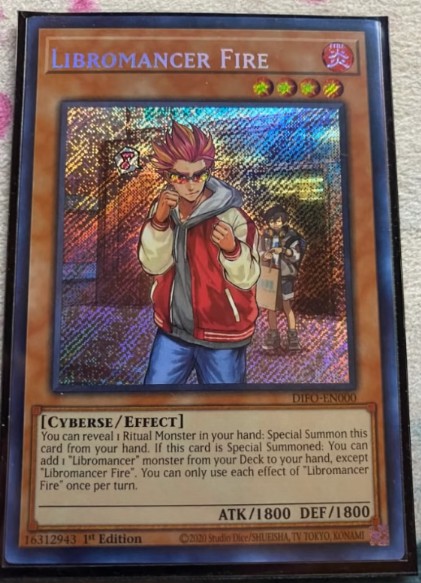 LIBROMANCER FIRE
FIRE
炎
DIFO-EN000
[CYBERSE/EFFECT]
You can reveal 1 Ritual Monster in your hand: Special Summon this
card from your hand. If this card is Special Summoned: You can
add 1 "Libromancer" monster from your Deck to your hand, except
"Libromancer Fire". You can only use each effect of "Libromancer
Fire" once per turn.
ATK/1800 DEF/1800
16312943 1st Edition ©2020 Studio Dice/SHUEISHA, TV TOKYO, KONAMI